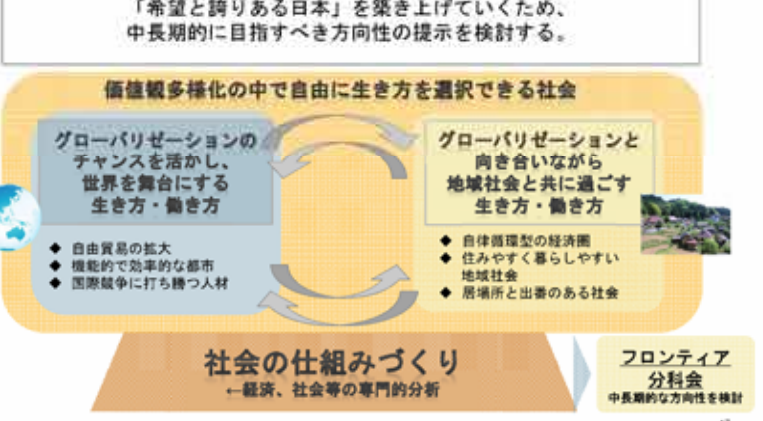 「希望と誇りある日本」を築き上げていくため、
中長期的に目指すべき方向性の提示を検討する。
価値観多様化の中で自由に生き方を選択できる社会
グローバリゼーションの
チャンスを活かし、
世界を舞台にする
生き方・働き方
◆ 自由貿易の拡大
◆ 機能的で効率的な都市
◆ 国際競争に打ち勝つ人材
グローバリゼーションと
向き合いながら
地域社会と共に過ごす
生き方・働き方
◆ 自律循環型の経済圏
◆ 住みやすく暮らしやすい
地域社会
◆ 居場所と出番のある社会
社会の仕組みづくり
←経済、社会等の専門的分析
フロンティア
分科会
中長期的な方向性を検討